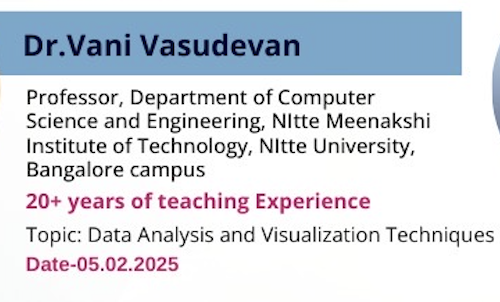 Dr.Vani Vasudevan
Professor, Department of Computer
Science and Engineering, NItte Meenakshi
Institute of Technology, NItte University,
Bangalore campus
20+ years of teaching Experience
Topic: Data Analysis and Visualization Techniques
Date-05.02.2025